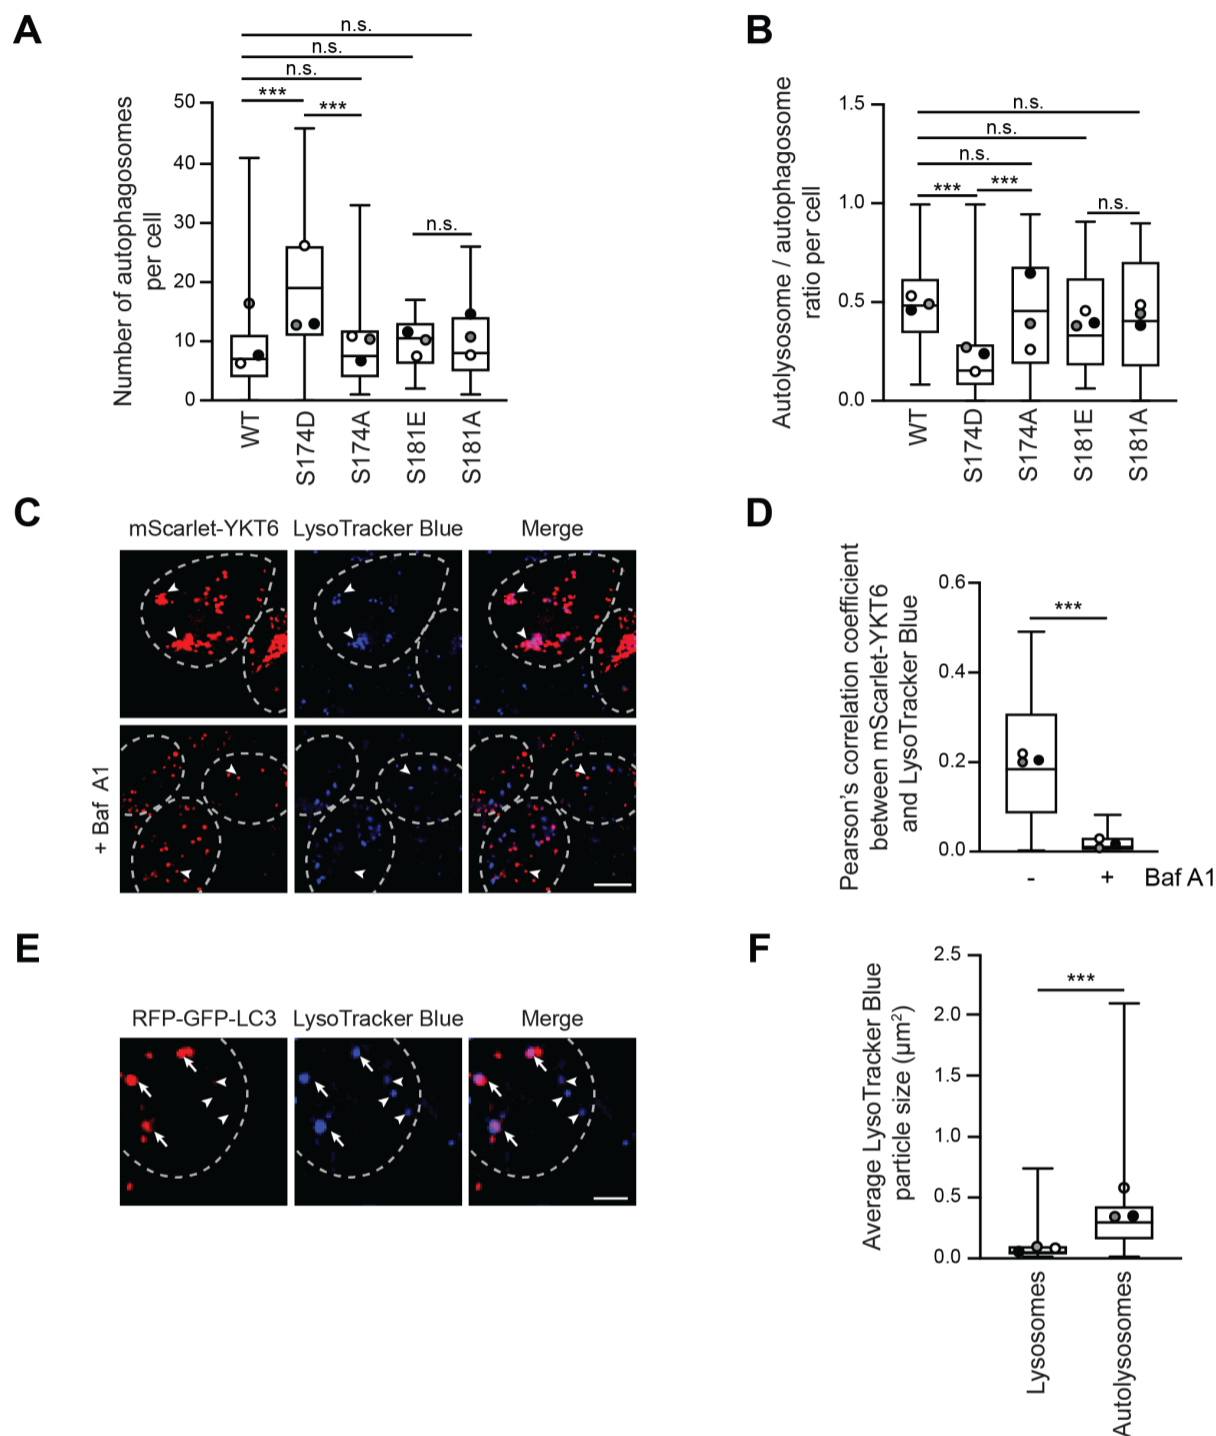 A
n.s.
n.s.
n.s.
***
***
n.s.
Number of autophagosomes
per cell
50
40
30
20
10
0
WT
S174D
S174A
S181E
S181A
B
n.s.
n.s.
n.s.
***
***
n.s.
Autolysosome / autophagosome
ratio per cell
1.5
1.0
0.5
0.0
WT
S174D
S174A
S181E
S181A
C
mScarlet-YKT6 LysoTracker Blue Merge
+ Baf A1
D
Pearson's correlation coefficient
between mScarlet-YKT6
and LysoTracker Blue
0.6
0.4
0.2
0.0
***
- + Baf A1
E
RFP-GFP-LC3 LysoTracker Blue Merge
F
Average LysoTracker Blue
particle size (µm²)
2.5
2.0
1.5
1.0
0.5
0.0
***
Lysosomes
Autolysosomes